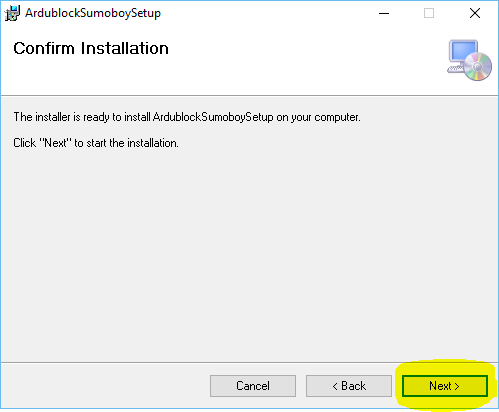 ArdublockSumoboySetup
Confirm Installation
The installer is ready to install ArdublockSumoboySetup on your computer.
Click "Next" to start the installation.
Cancel
< Back
Next >